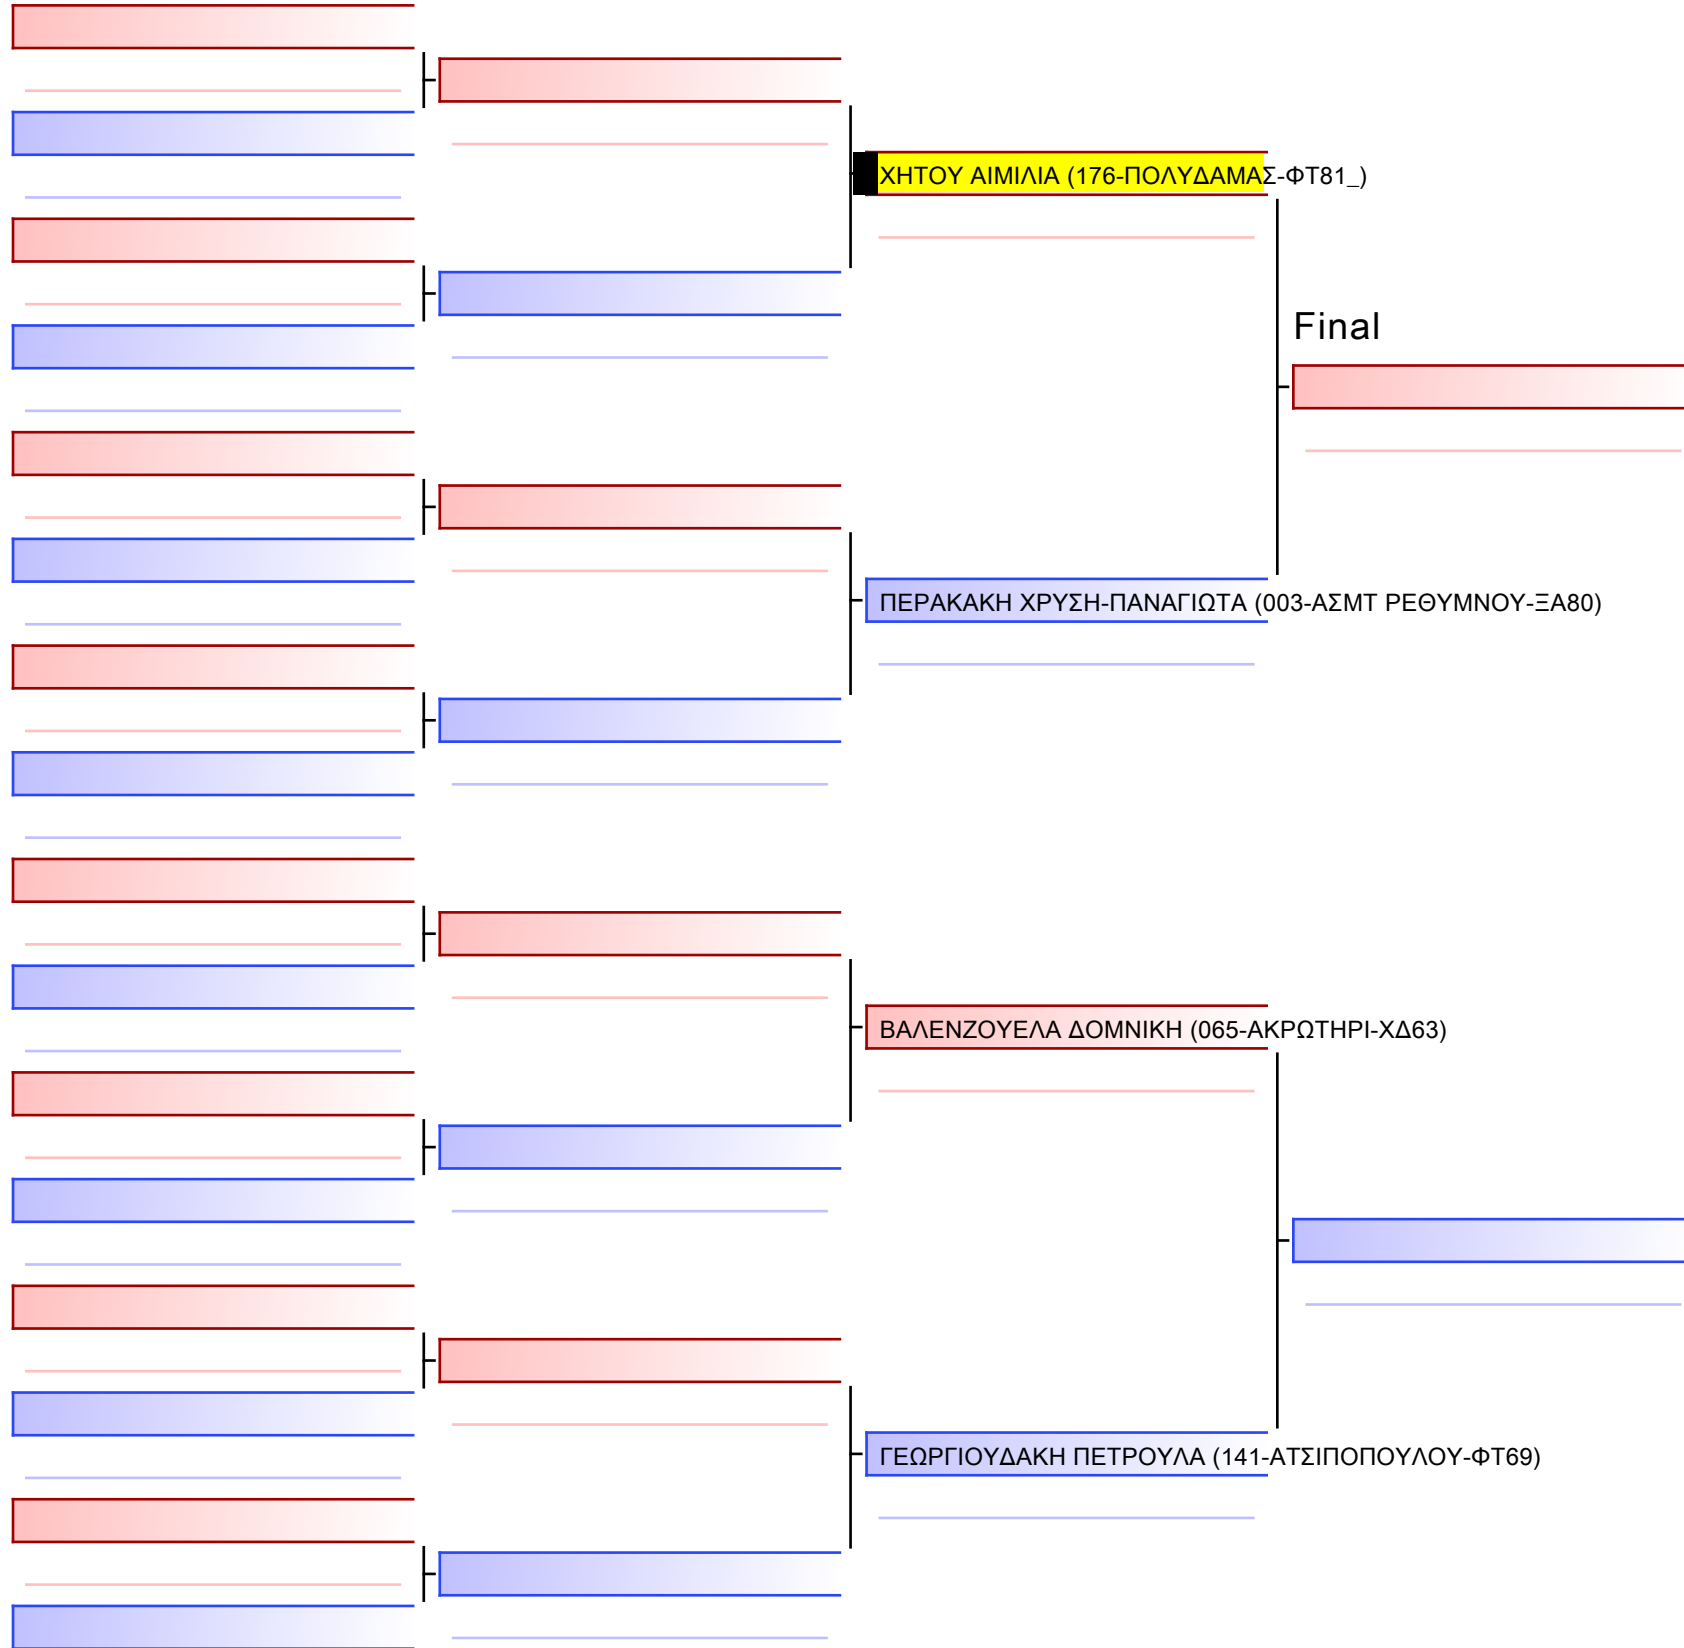 ΧΗΤΟΥ ΑΙΜΙΛΙΑ (176-ΠΟΛΥΔΑΜΑΣ-ΦΤ81_)
Final
ΠΕΡΑΚΑΚΗ ΧΡΥΣΗ-ΠΑΝΑΓΙΩΤΑ (003-ΑΣΜΤ ΡΕΘΥΜΝΟΥ-ΞΑ80)
ΒΑΛΕΝΖΟΥΕΛΑ ΔΟΜΝΙΚΗ (065-ΑΚΡΩΤΗΡΙ-ΧΔ63)
ΓΕΩΡΓΙΟΥΔΑΚΗ ΠΕΤΡΟΥΛΑ (141-ΑΤΣΙΠΟΠΟΥΛΟΥ-ΦΤ69)